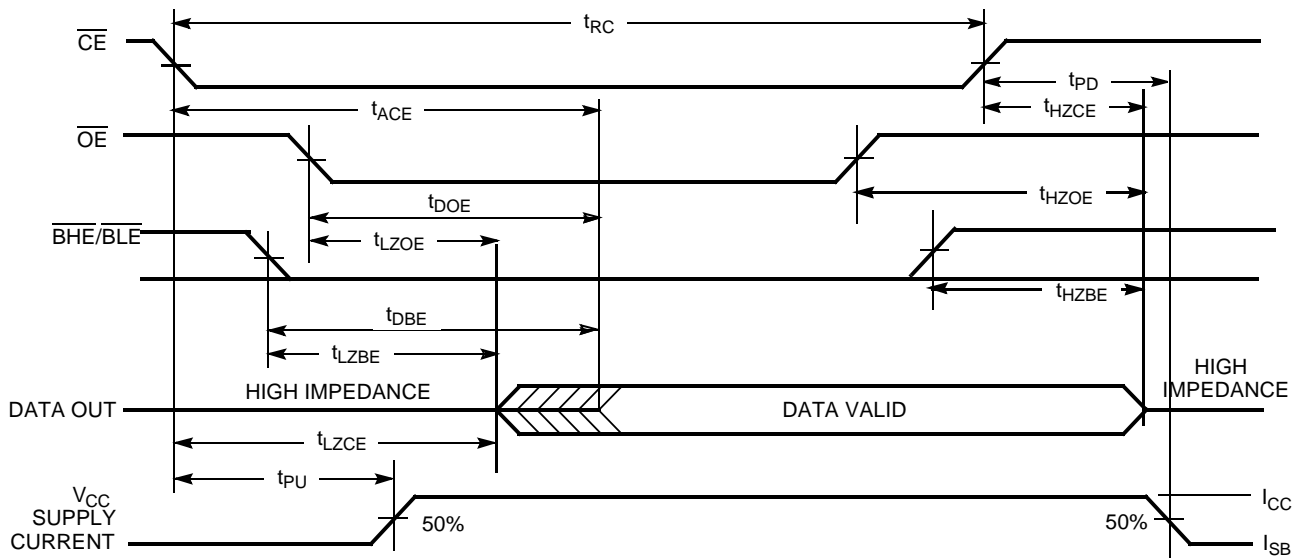 tRC
CE
tPD
tACE
tHZCE
OE
tDOE
tHZOE
BHE/BLE
tLZOE
tHZBE
tDBE
tLZBE
HIGH IMPEDANCE
HIGH
IMPEDANCE
DATA OUT
DATA VALID
tLZCE
tPU
VCC
SUPPLY
CURRENT
50%
50%
ICC
ISB